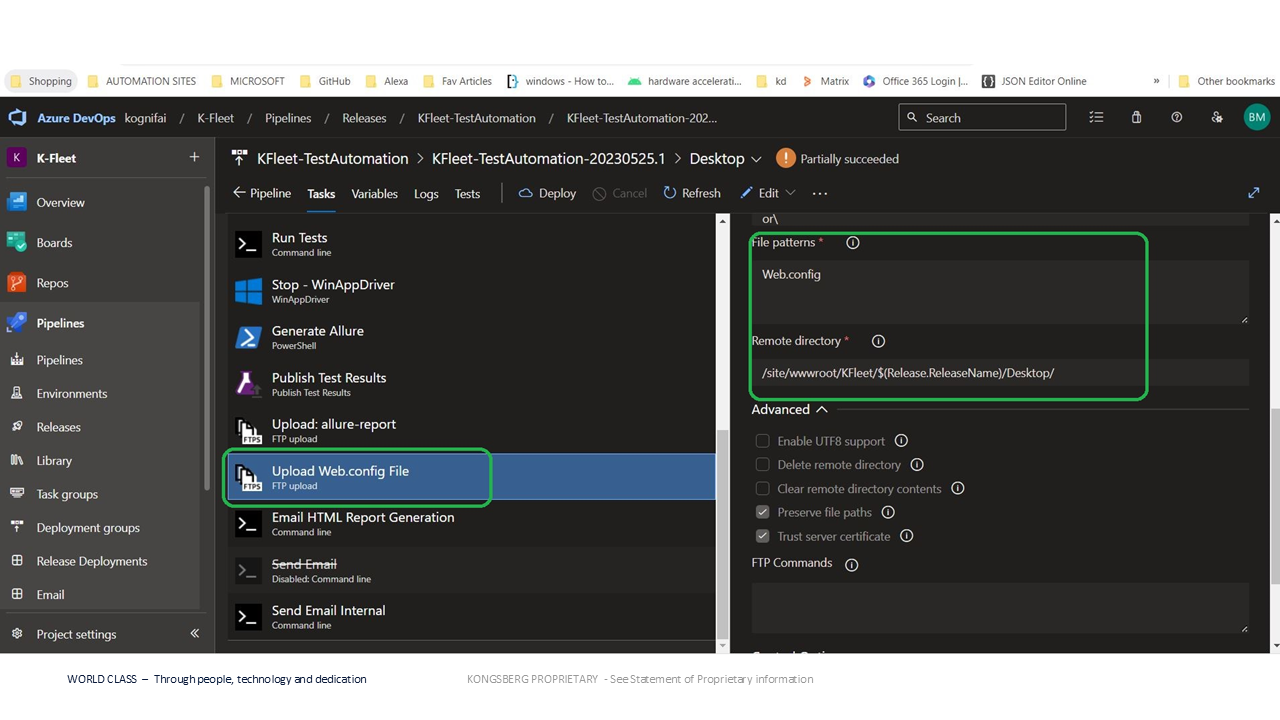 Shopping AUTOMATION SITES MICROSOFT GitHub Alexa Fav Articles windows - How to... hardware accelerati... kd Matrix Office 365 Login |... JSON Editor Online » Other bookmarks
Azure DevOps kognifai / K-Fleet / Pipelines / Releases / KFleet-TestAutomation / KFleet-TestAutomation-202... Search BM
K K-Fleet +
KFleet-TestAutomation > KFleet-TestAutomation-20230525.1 > Desktop Partially succeeded
← Pipeline Tasks Variables Logs Tests | Deploy Cancel Refresh Edit ...
Overview
Boards
Repos
Pipelines
Pipelines
Environments
Releases
Library
Task groups
Deployment groups
Release Deployments
Email
Project settings «
Run Tests
Command line
Stop - WinAppDriver
WinAppDriver
Generate Allure
PowerShell
Publish Test Results
Publish Test Results
Upload: allure-report
FTPS FTP upload
Upload Web.config File
FTPS FTP upload
Email HTML Report Generation
Command line
Send Email
Disabled: Command line
Send Email Internal
Command line
or\
File patterns *
Web.config
Remote directory *
/site/wwwroot/KFleet/$(Release.ReleaseName)/Desktop/
Advanced
Enable UTF8 support
Delete remote directory
Clear remote directory contents
Preserve file paths
Trust server certificate
FTP Commands
WORLD CLASS – Through people, technology and dedication
KONGSBERG PROPRIETARY - See Statement of Proprietary information